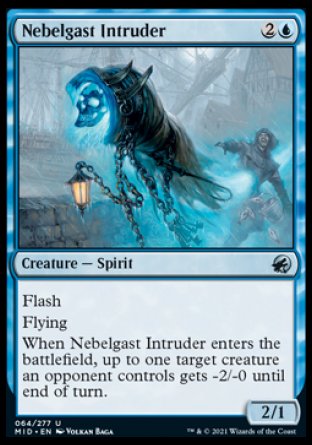 Nebelgast Intruder 2
Creature — Spirit
Flash
Flying
When Nebelgast Intruder enters the
battlefield, up to one target creature
an opponent controls gets -2/-0 until
end of turn.
2/1
064/277 U
MID • EN VOLKAN BAGA
™ & © 2021 Wizards of the Coast